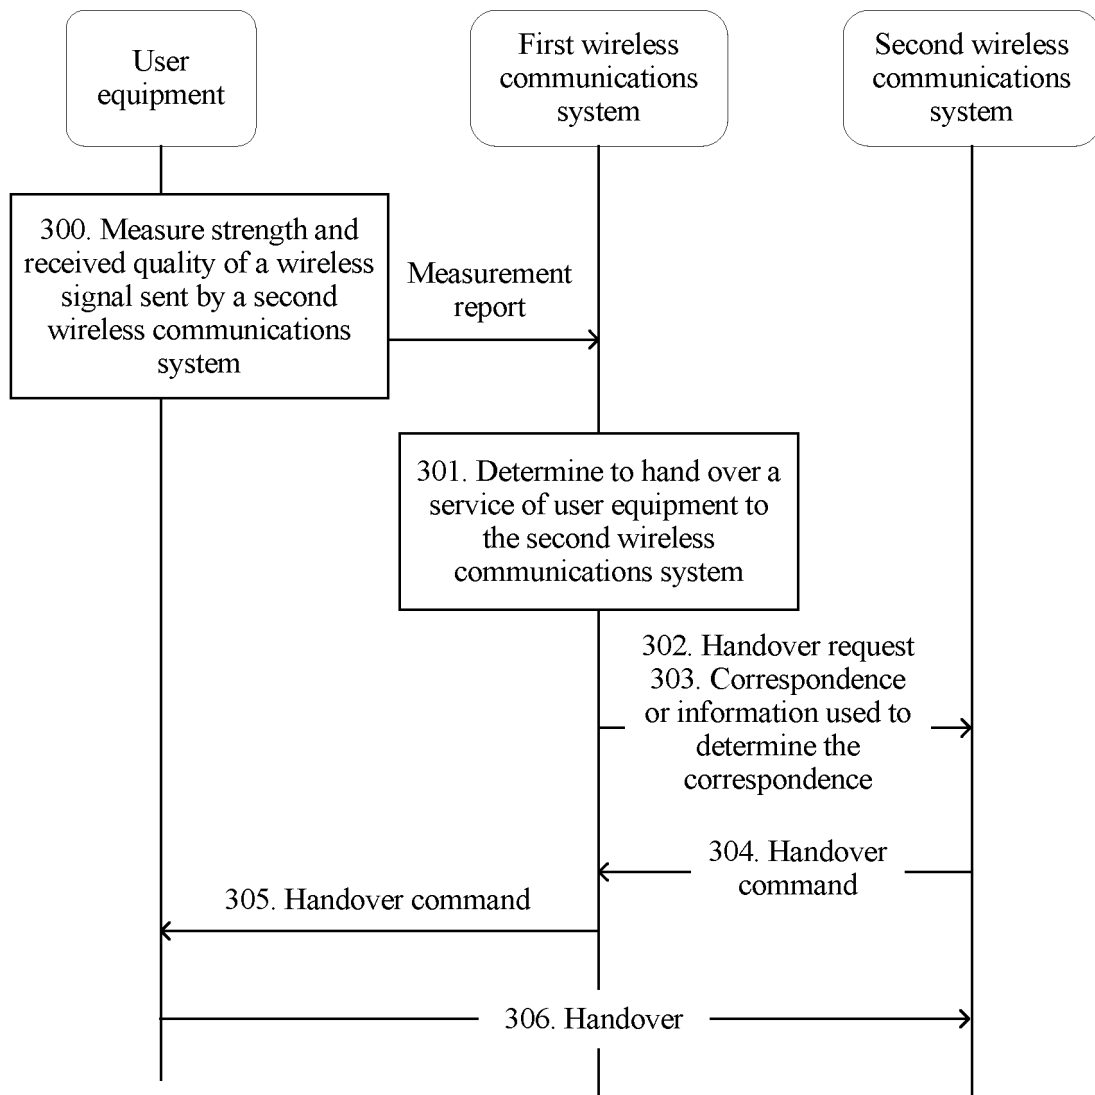 User
equipment
First wireless
communications
system
Second wireless
communications
system
300. Measure strength and
received quality of a wireless
signal sent by a second
wireless communications
system
Measurement
report
301. Determine to hand over a
service of user equipment to
the second wireless
communications system
302. Handover request
303. Correspondence
or information used to
determine the
correspondence
304. Handover
command
305. Handover command
306. Handover